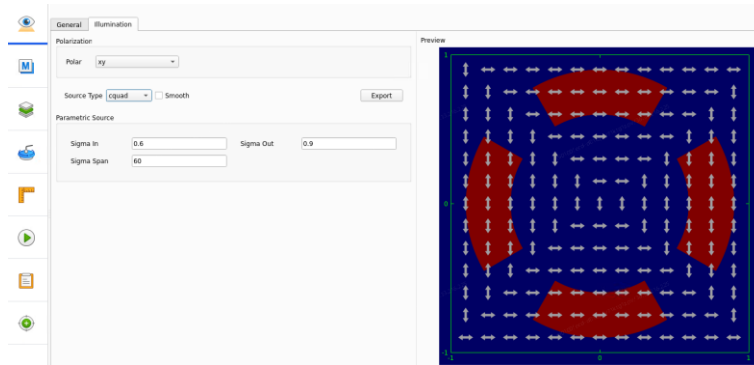 General
Illumination
Polarization
Polar
xy
Source Type
cquad
Smooth
Export
Parametric Source
Sigma In
0.6
Sigma Out
0.9
Sigma Span
60
Preview
1
0
-1
-1
0
1
M